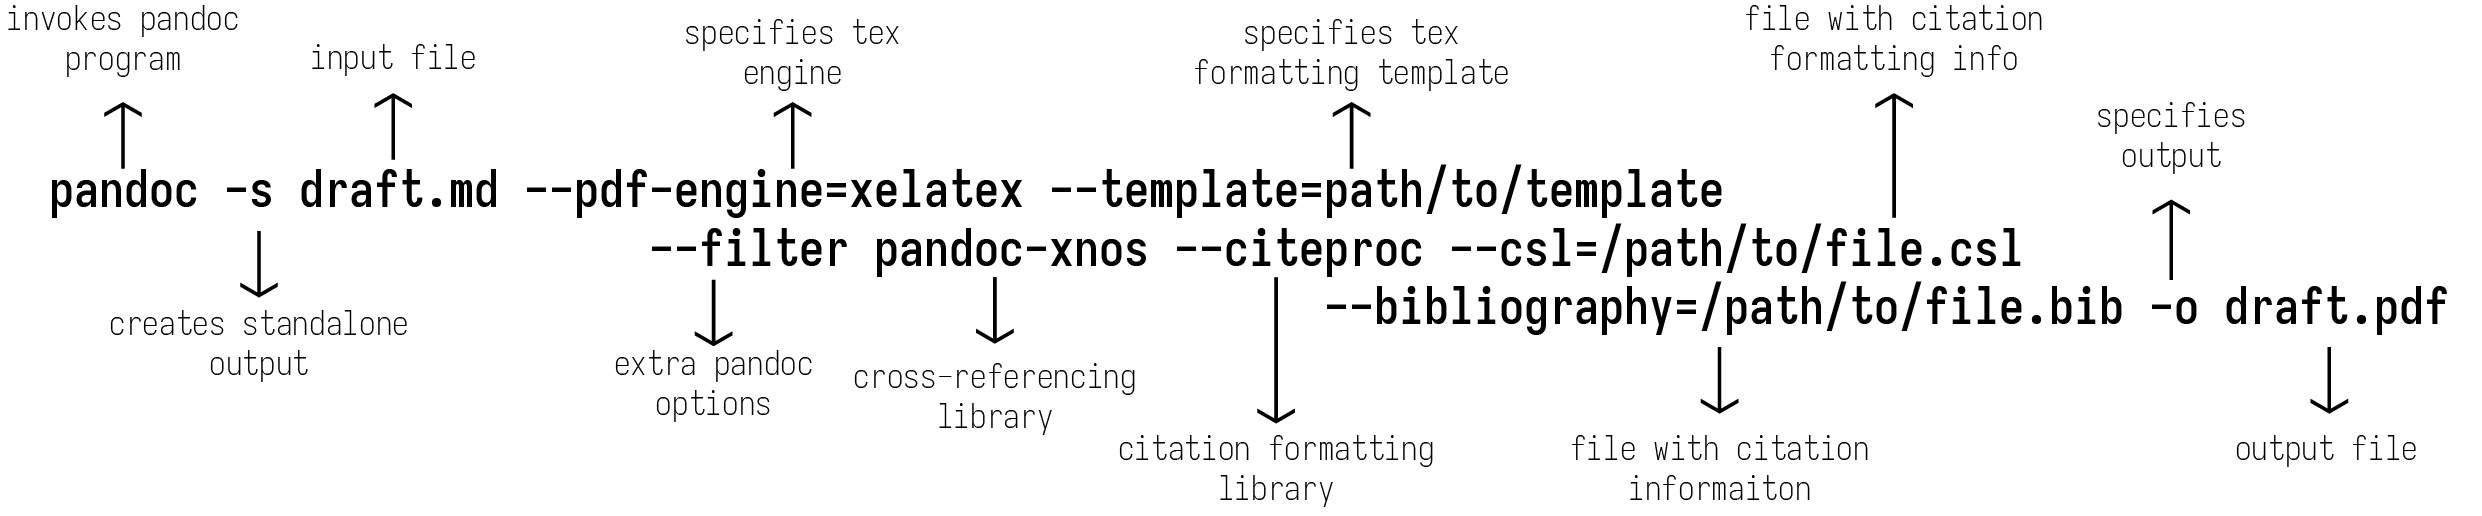 invokes pandoc
program
input file
specifies tex
engine
specifies tex
formatting template
file with citation
formatting info
specifies
output
pandoc -s draft.md --pdf-engine=xelatex --template=path/to/template
--filter pandoc-xnos --citeproc --csl=/path/to/file.csl
--bibliography=/path/to/file.bib -o draft.pdf
creates standalone
output
extra pandoc
options
cross-referencing
library
citation formatting
library
file with citation
informaiton
output file